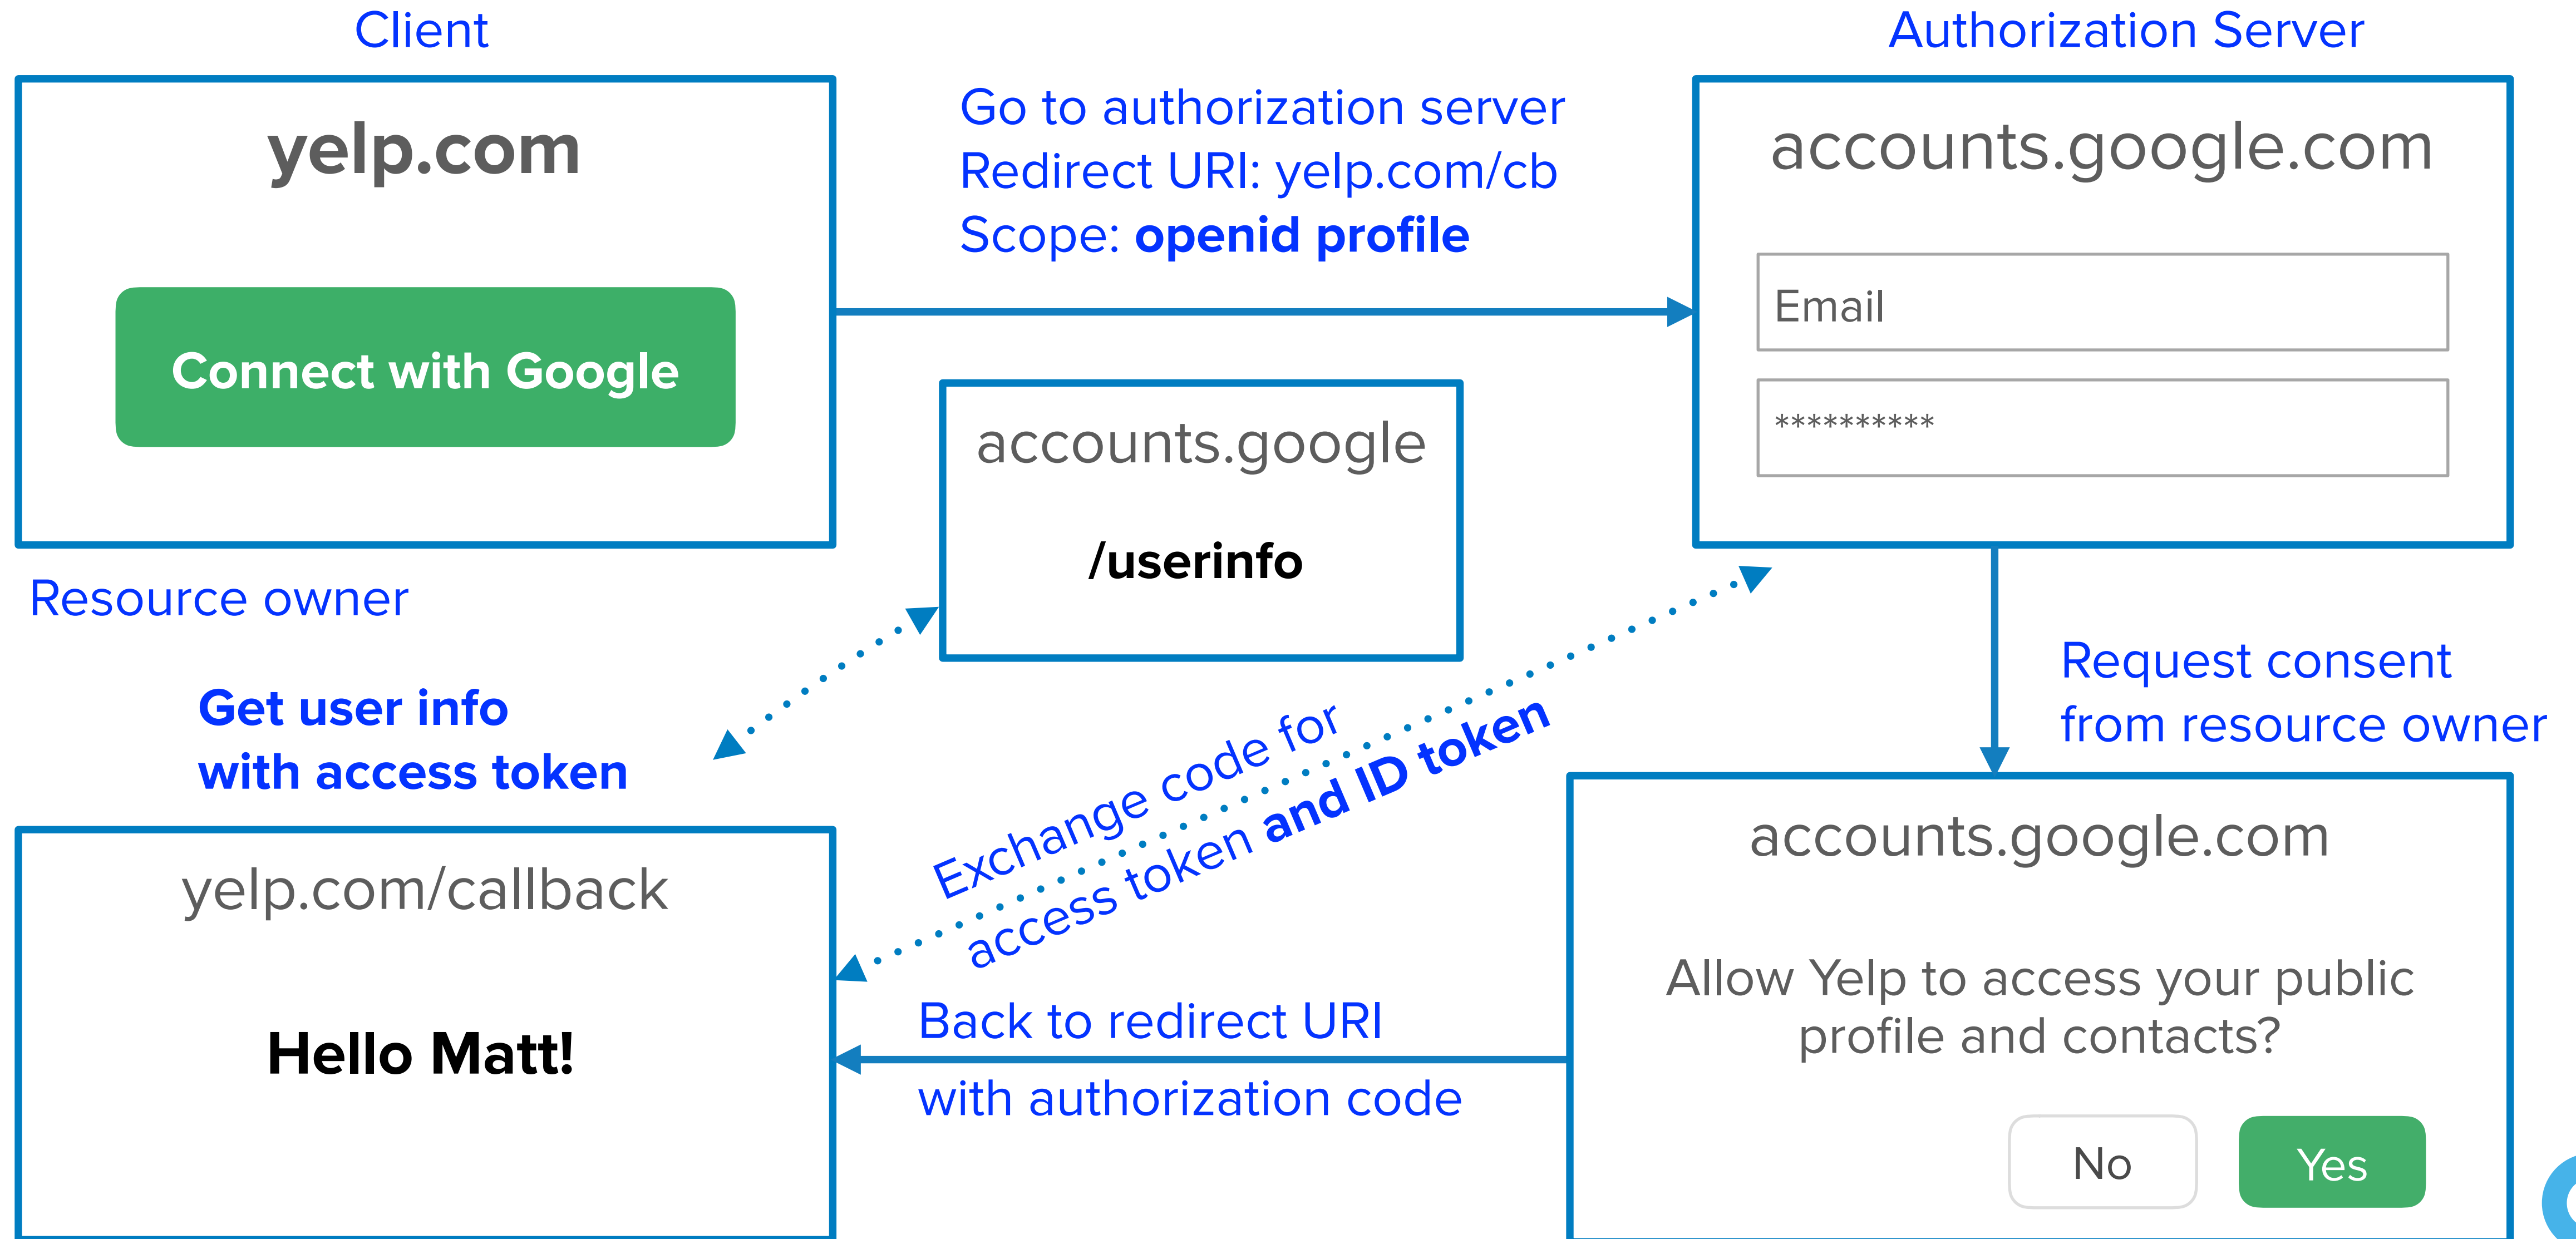 Client
Authorization Server
yelp.com
Connect with Google
Go to authorization server
Redirect URI: yelp.com/cb
Scope: openid profile
accounts.google.com
Email
**********
accounts.google
/userinfo
Resource owner
Get user info
with access token
Exchange code for
access token and ID token
Request consent
from resource owner
yelp.com/callback
Hello Matt!
Back to redirect URI
with authorization code
accounts.google.com
Allow Yelp to access your public
profile and contacts?
No
Yes